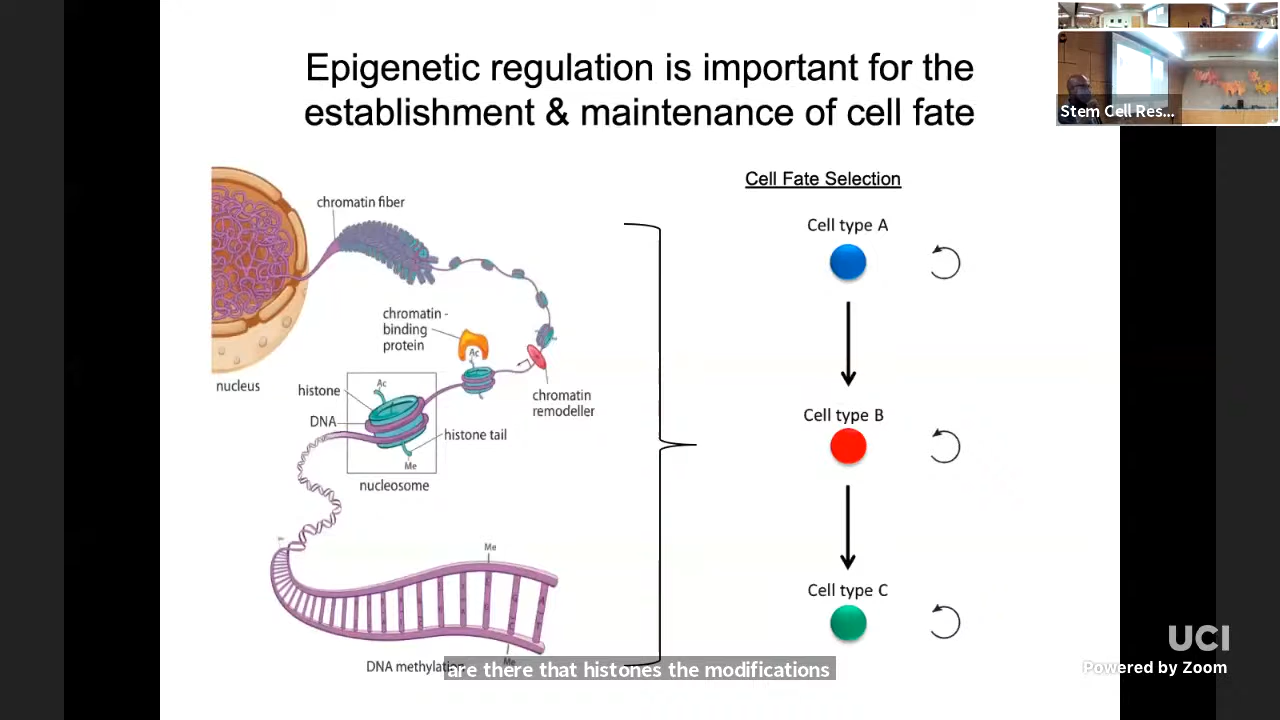 Epigenetic regulation is important for the
establishment & maintenance of cell fate
Stem Cell Res...
Cell Fate Selection
chromatin fiber
Cell type A
chromatin -
binding
protein
Ac
nucleus
histone
Ac
chromatin
remodeller
DNA
histone tail
Me
nucleosome
Cell type B
Me
Cell type C
DNA methylation
Me
are there that histones the modifications
UCI
Powered by Zoom